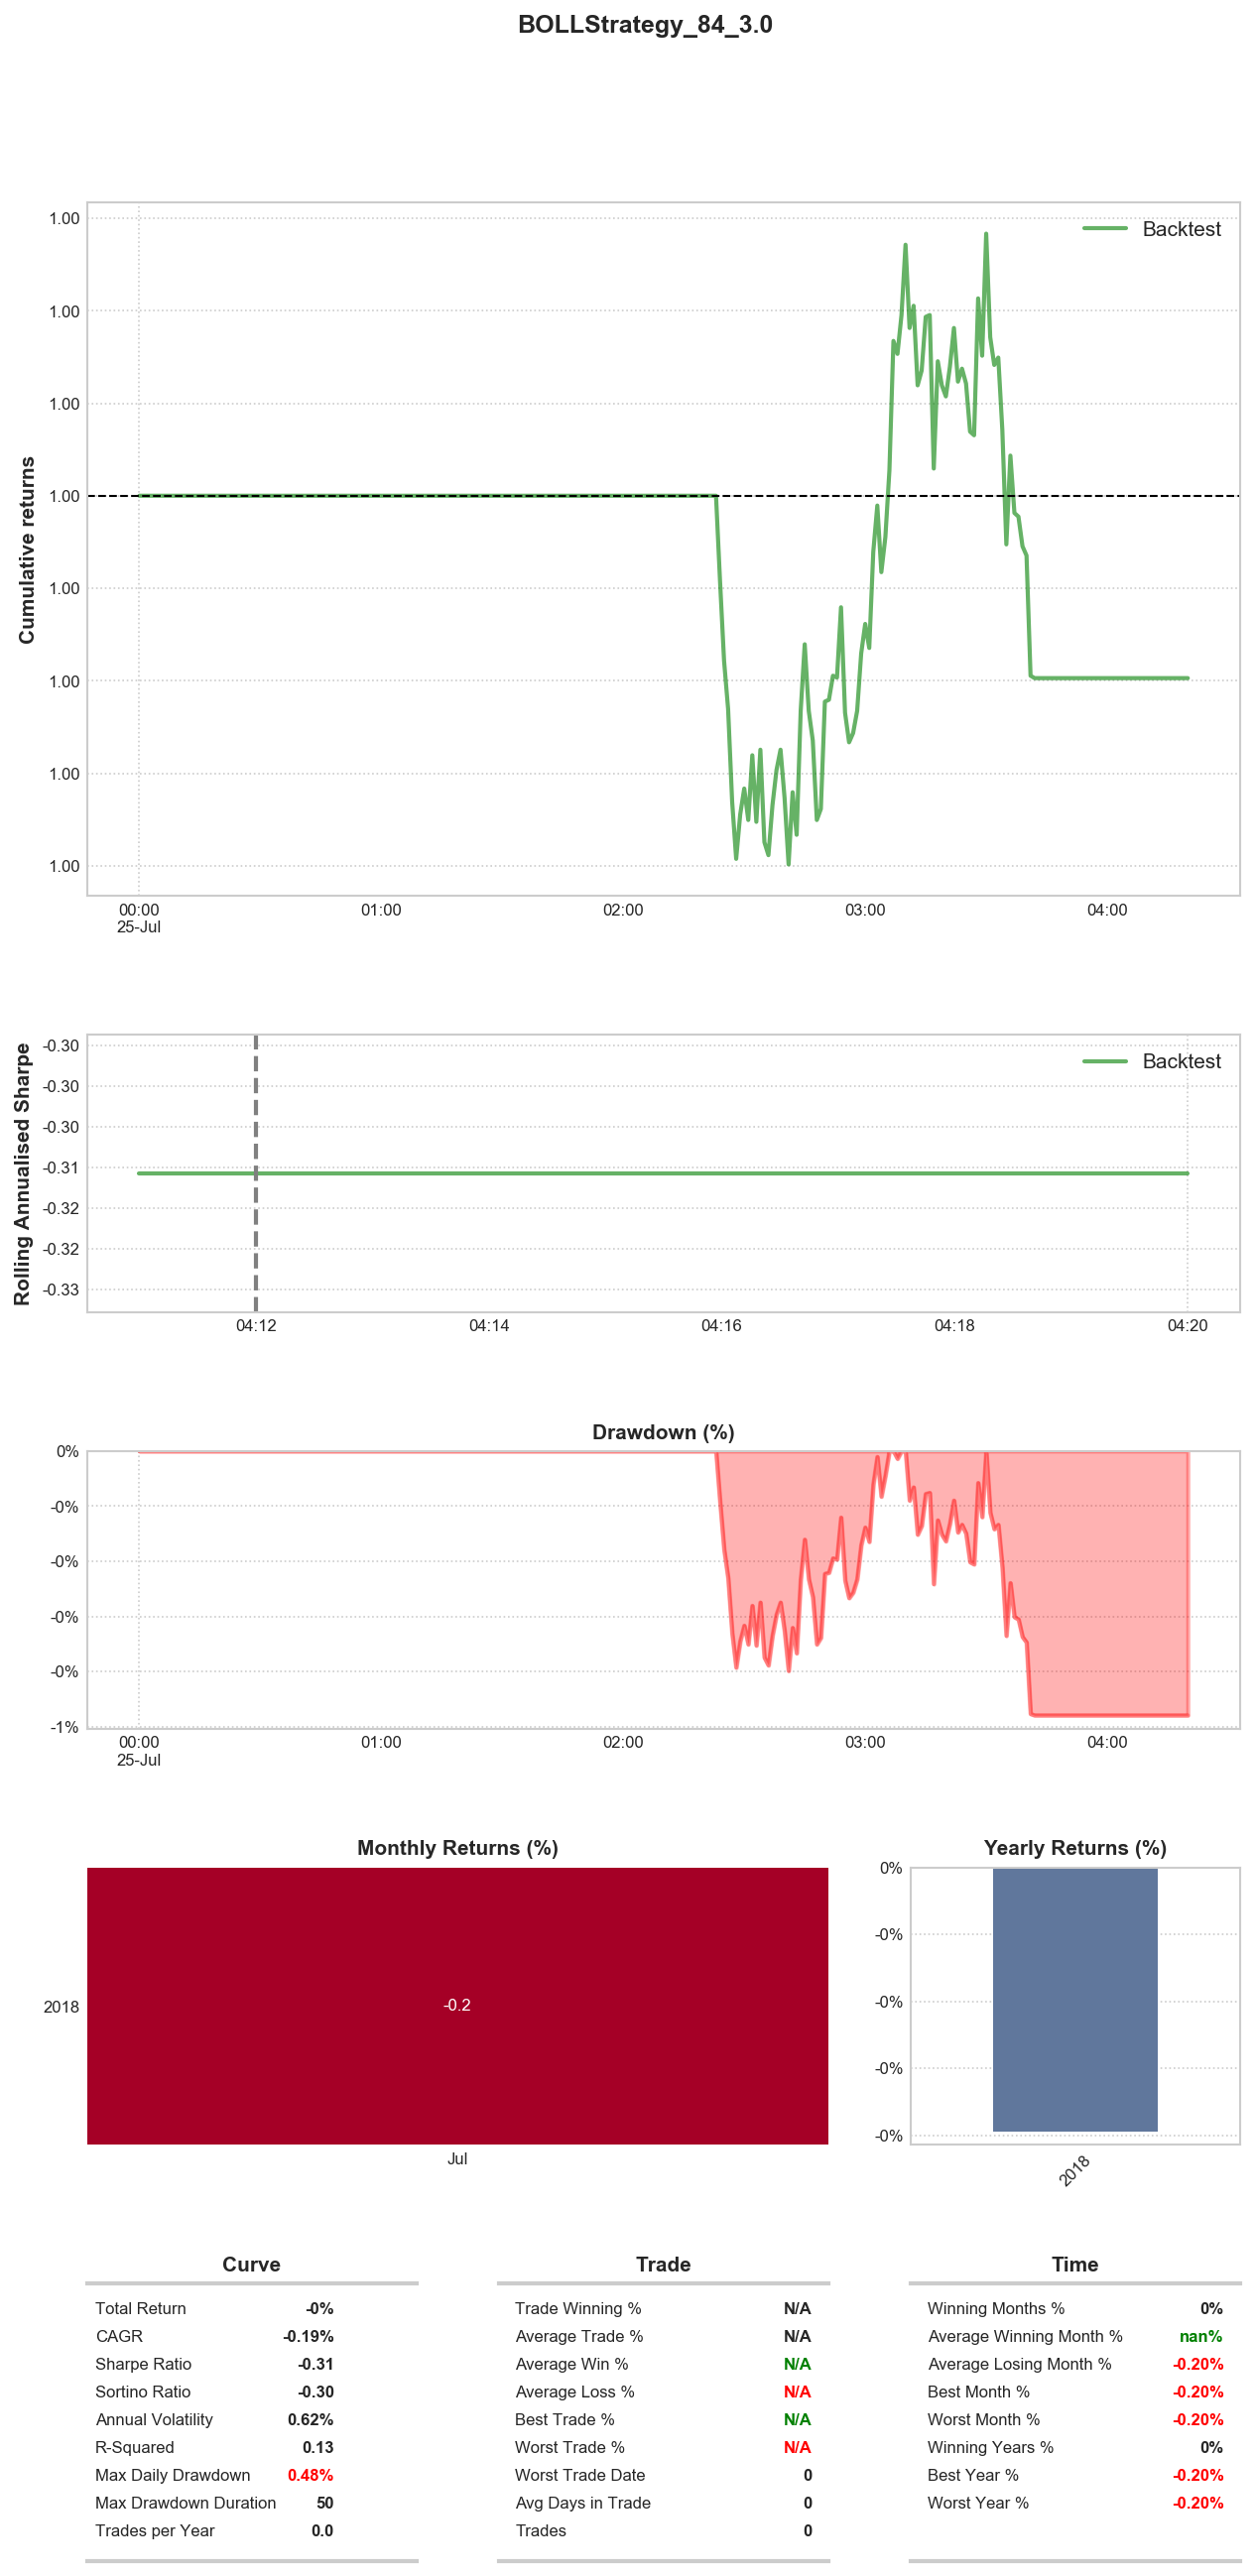 BOLLStrategy_84_3.0
Cumulative returns
1.00
1.00
1.00
1.00
1.00
1.00
1.00
1.00
Backtest
00:00 01:00 02:00 03:00 04:00
25-Jul
Rolling Annualised Sharpe
-0.30
-0.30
-0.30
-0.31
-0.32
-0.32
-0.33
Backtest
04:12 04:14 04:16 04:18 04:20
Drawdown (%)
0%
-0%
-0%
-0%
-0%
-1%
00:00 01:00 02:00 03:00 04:00
25-Jul
Monthly Returns (%)
2018
-0.2
Jul
Yearly Returns (%)
0%
-0%
-0%
-0%
-0%
2018
Curve
Total Return -0%
CAGR -0.19%
Sharpe Ratio -0.31
Sortino Ratio -0.30
Annual Volatility 0.62%
R-Squared 0.13
Max Daily Drawdown 0.48%
Max Drawdown Duration 50
Trades per Year 0.0
Trade
Trade Winning % N/A
Average Trade % N/A
Average Win % N/A
Average Loss % N/A
Best Trade % N/A
Worst Trade % N/A
Worst Trade Date 0
Avg Days in Trade 0
Trades 0
Time
Winning Months % 0%
Average Winning Month % nan%
Average Losing Month % -0.20%
Best Month % -0.20%
Worst Month % -0.20%
Winning Years % 0%
Best Year % -0.20%
Worst Year % -0.20%